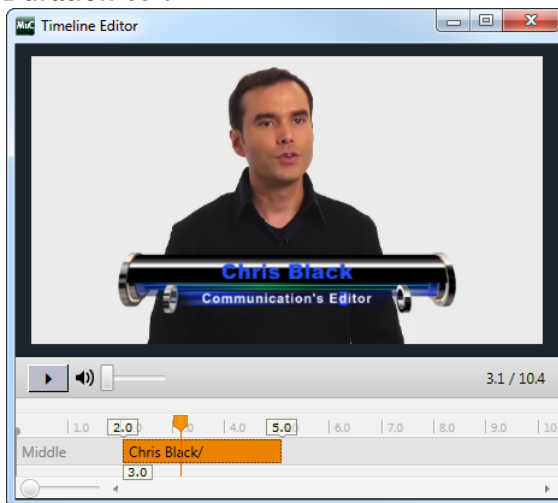 MuC Timeline Editor
Chris Black
Communication's Editor
3.1 / 10.4
1.0 2.0 4.0 5.0 6.0 7.0 8.0 9.0
Middle Chris Black/
3.0